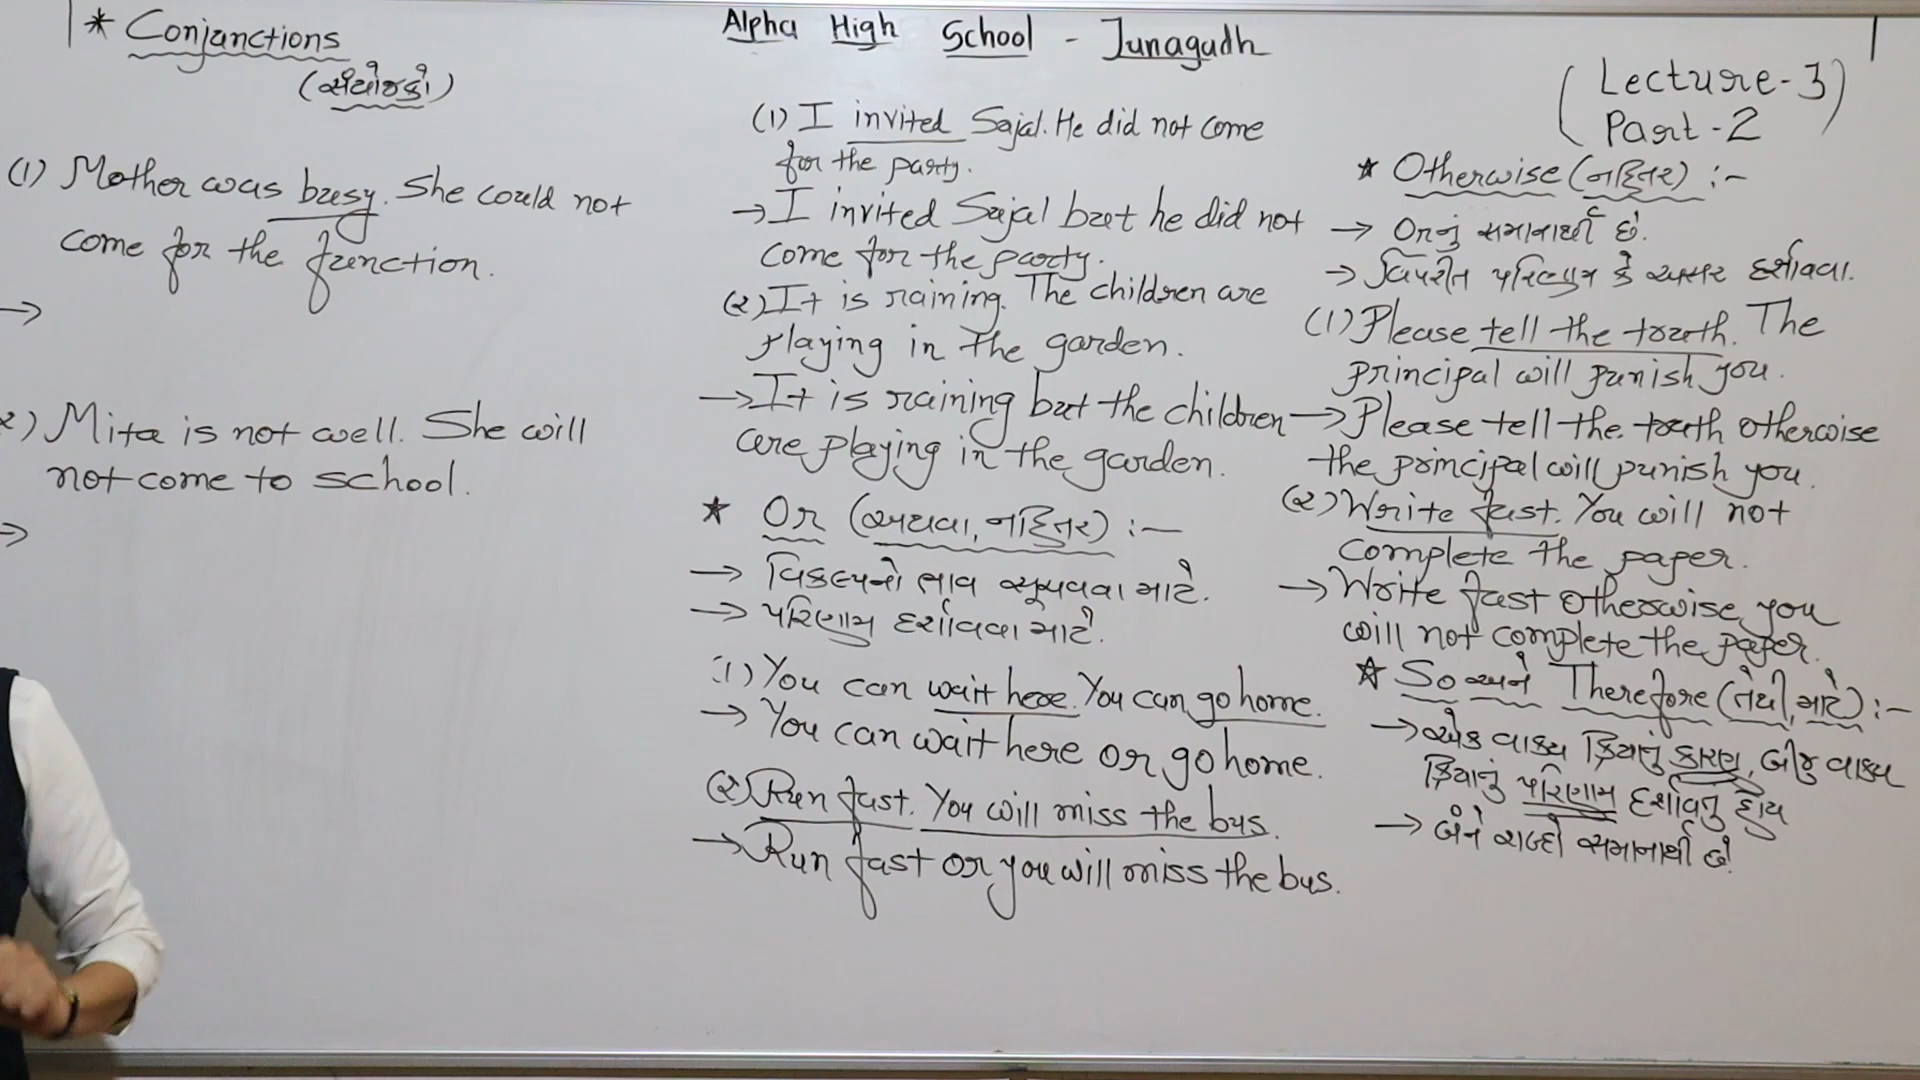 * Conjunctions
(સંયોજકો)
(1) Mother was busy. She could not
come for the function.
→
(૨) Mita is not well. She will
not come to school.
→
Alpha High School - Junagadh
(1) I invited Sajal. He did not come
for the party.
→ I invited Sajal but he did not
come for the party.
(૨) It is raining. The children are
playing in the garden.
→ It is raining but the children
are playing in the garden.
* Or (અથવા, નહિતર) :-
→ વિકલ્પનો ભાવ સૂચવવા માટે.
→ પરિણામ દર્શાવવા માટે.
(1) You can wait here. You can go home.
→ You can wait here or go home.
(૨) Run fast. You will miss the bus.
→ Run fast or you will miss the bus.
(Lecture-3
Part-2)
* Otherwise (નહિતર) :-
→ Orનું સમાનાર્થી છે.
→ વિપરીત પરિણામ કે અસર દર્શાવવા.
(1) Please tell the truth. The
principal will punish you.
→ Please tell the truth otherwise
the principal will punish you.
(૨) Write fast. You will not
complete the paper.
→ Write fast otherwise you
will not complete the paper.
* So અને Therefore (તેથી, માટે) :-
→ એક વાક્ય ક્રિયાનું કારણ, બીજુ વાક્ય
ક્રિયાનું પરિણામ દર્શાવતુ હોય
→ બંને શબ્દો સમાનાર્થી છે.